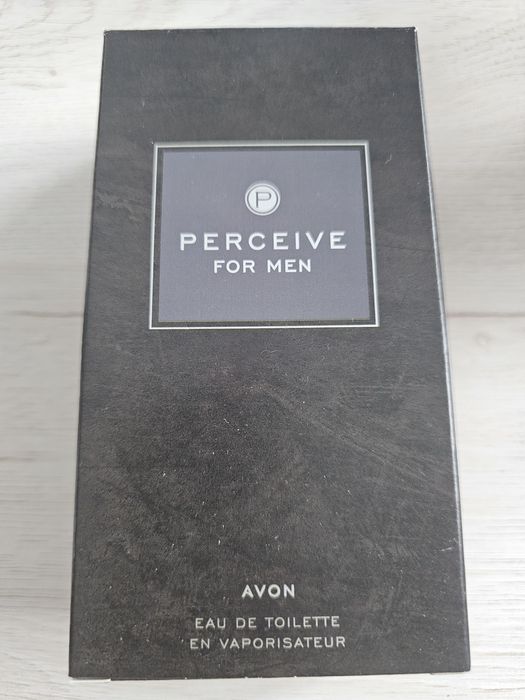 P
PERCEIVE
FOR MEN
AVON
EAU DE TOILETTE
EN VAPORISATEUR